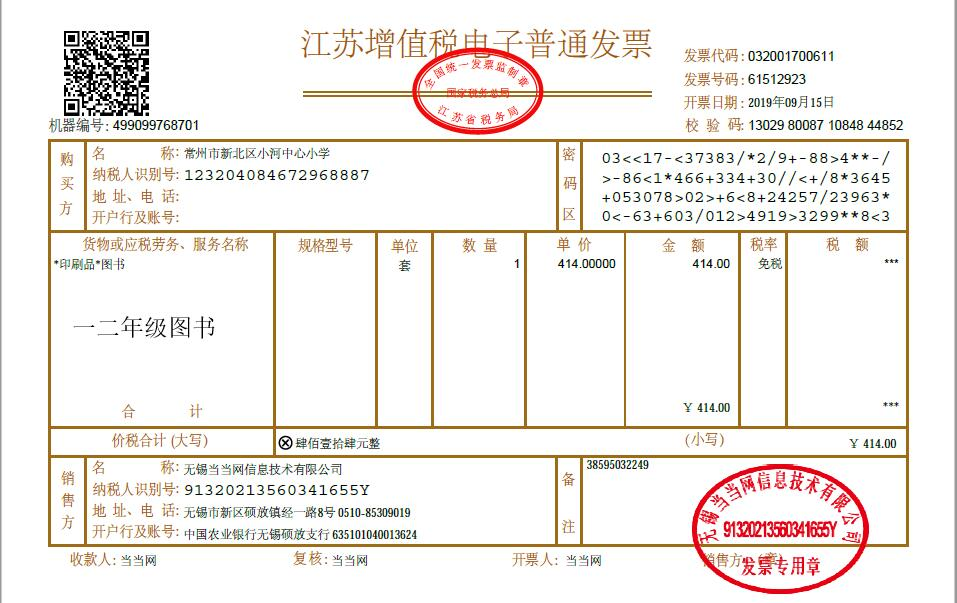 江苏增值税电子普通发票
全国统一发票监制章
国家税务总局
江苏省税务局
发票代码: 032001700611
发票号码: 61512923
开票日期: 2019年09月15日
机器编号: 499099768701
校 验 码: 13029 80087 10848 44852
购买方
名 称: 常州市新北区小河中心小学
纳税人识别号: 123204084672968887
地 址、电 话:
开户行及账号:
密码区
03<<17-<37383/*2/9+-88>4**-/
>-86<1*466+334+30//<+/8*3645
+053078>02>+6<8+24257/23963*
0<-63+603/012>4919>3299**8<3
货物或应税劳务、服务名称 规格型号 单位 数 量 单 价 金 额 税率 税 额
*印刷品*图书 套 1 414.00000 414.00 免税 ***
一二年级图书
合 计 ¥ 414.00 ***
价税合计 (大写) ⊗ 肆佰壹拾肆元整 (小写) ¥ 414.00
销售方
名 称: 无锡当当网信息技术有限公司
纳税人识别号: 91320213560341655Y
地 址、电 话: 无锡市新区硕放镇经一路8号 0510-85309019
开户行及账号: 中国农业银行无锡硕放支行 635101040013624
备注
38595032249
无锡当当网信息技术有限公司
91320213560341655Y
发票专用章
收款人: 当当网 复核: 当当网 开票人: 当当网 销售方: (章)